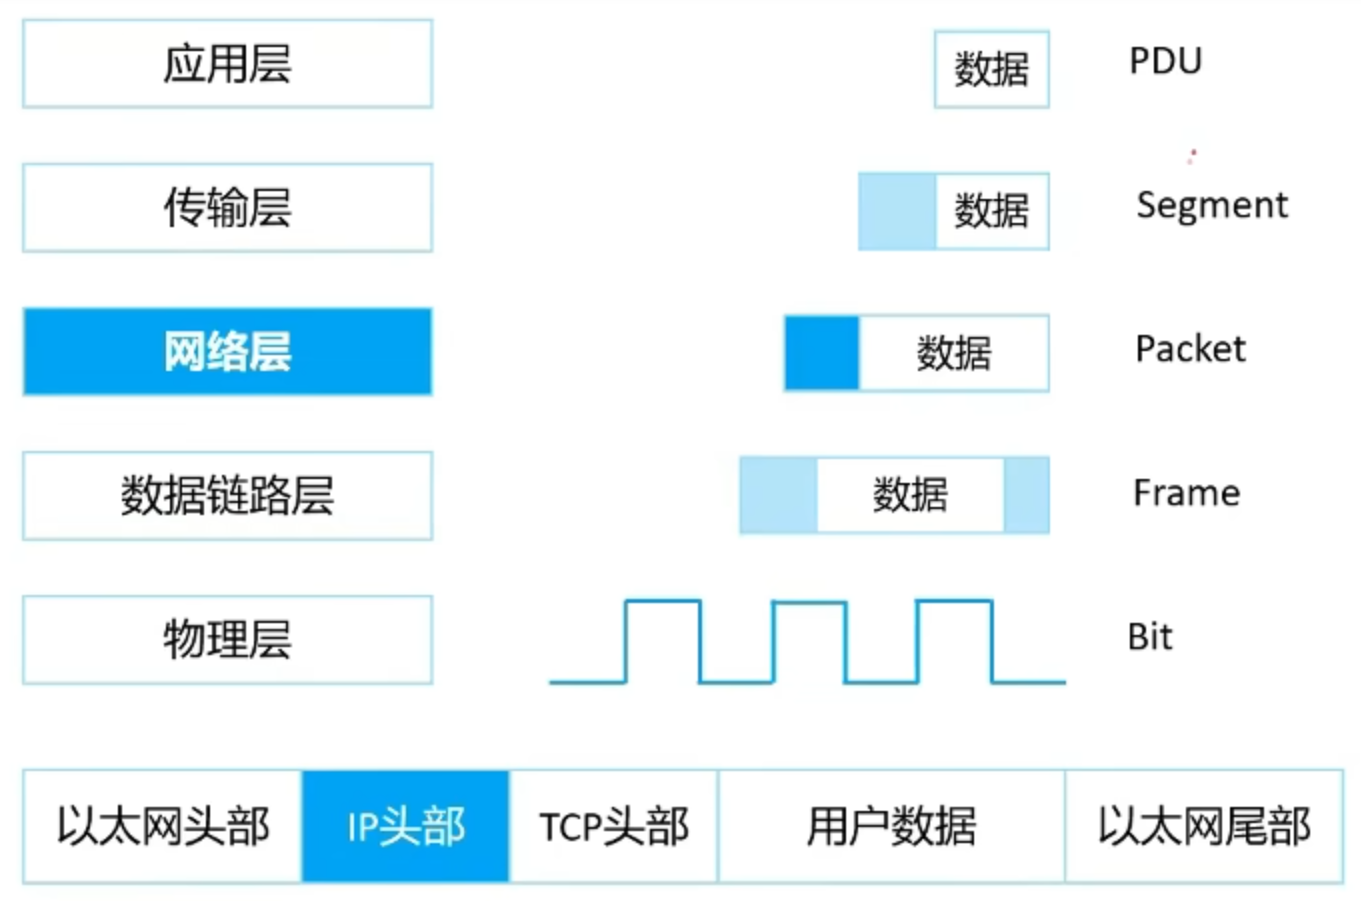 应用层 数据 PDU
传输层 数据 Segment
网络层 数据 Packet
数据链路层 数据 Frame
物理层 Bit
以太网头部 IP头部 TCP头部 用户数据 以太网尾部